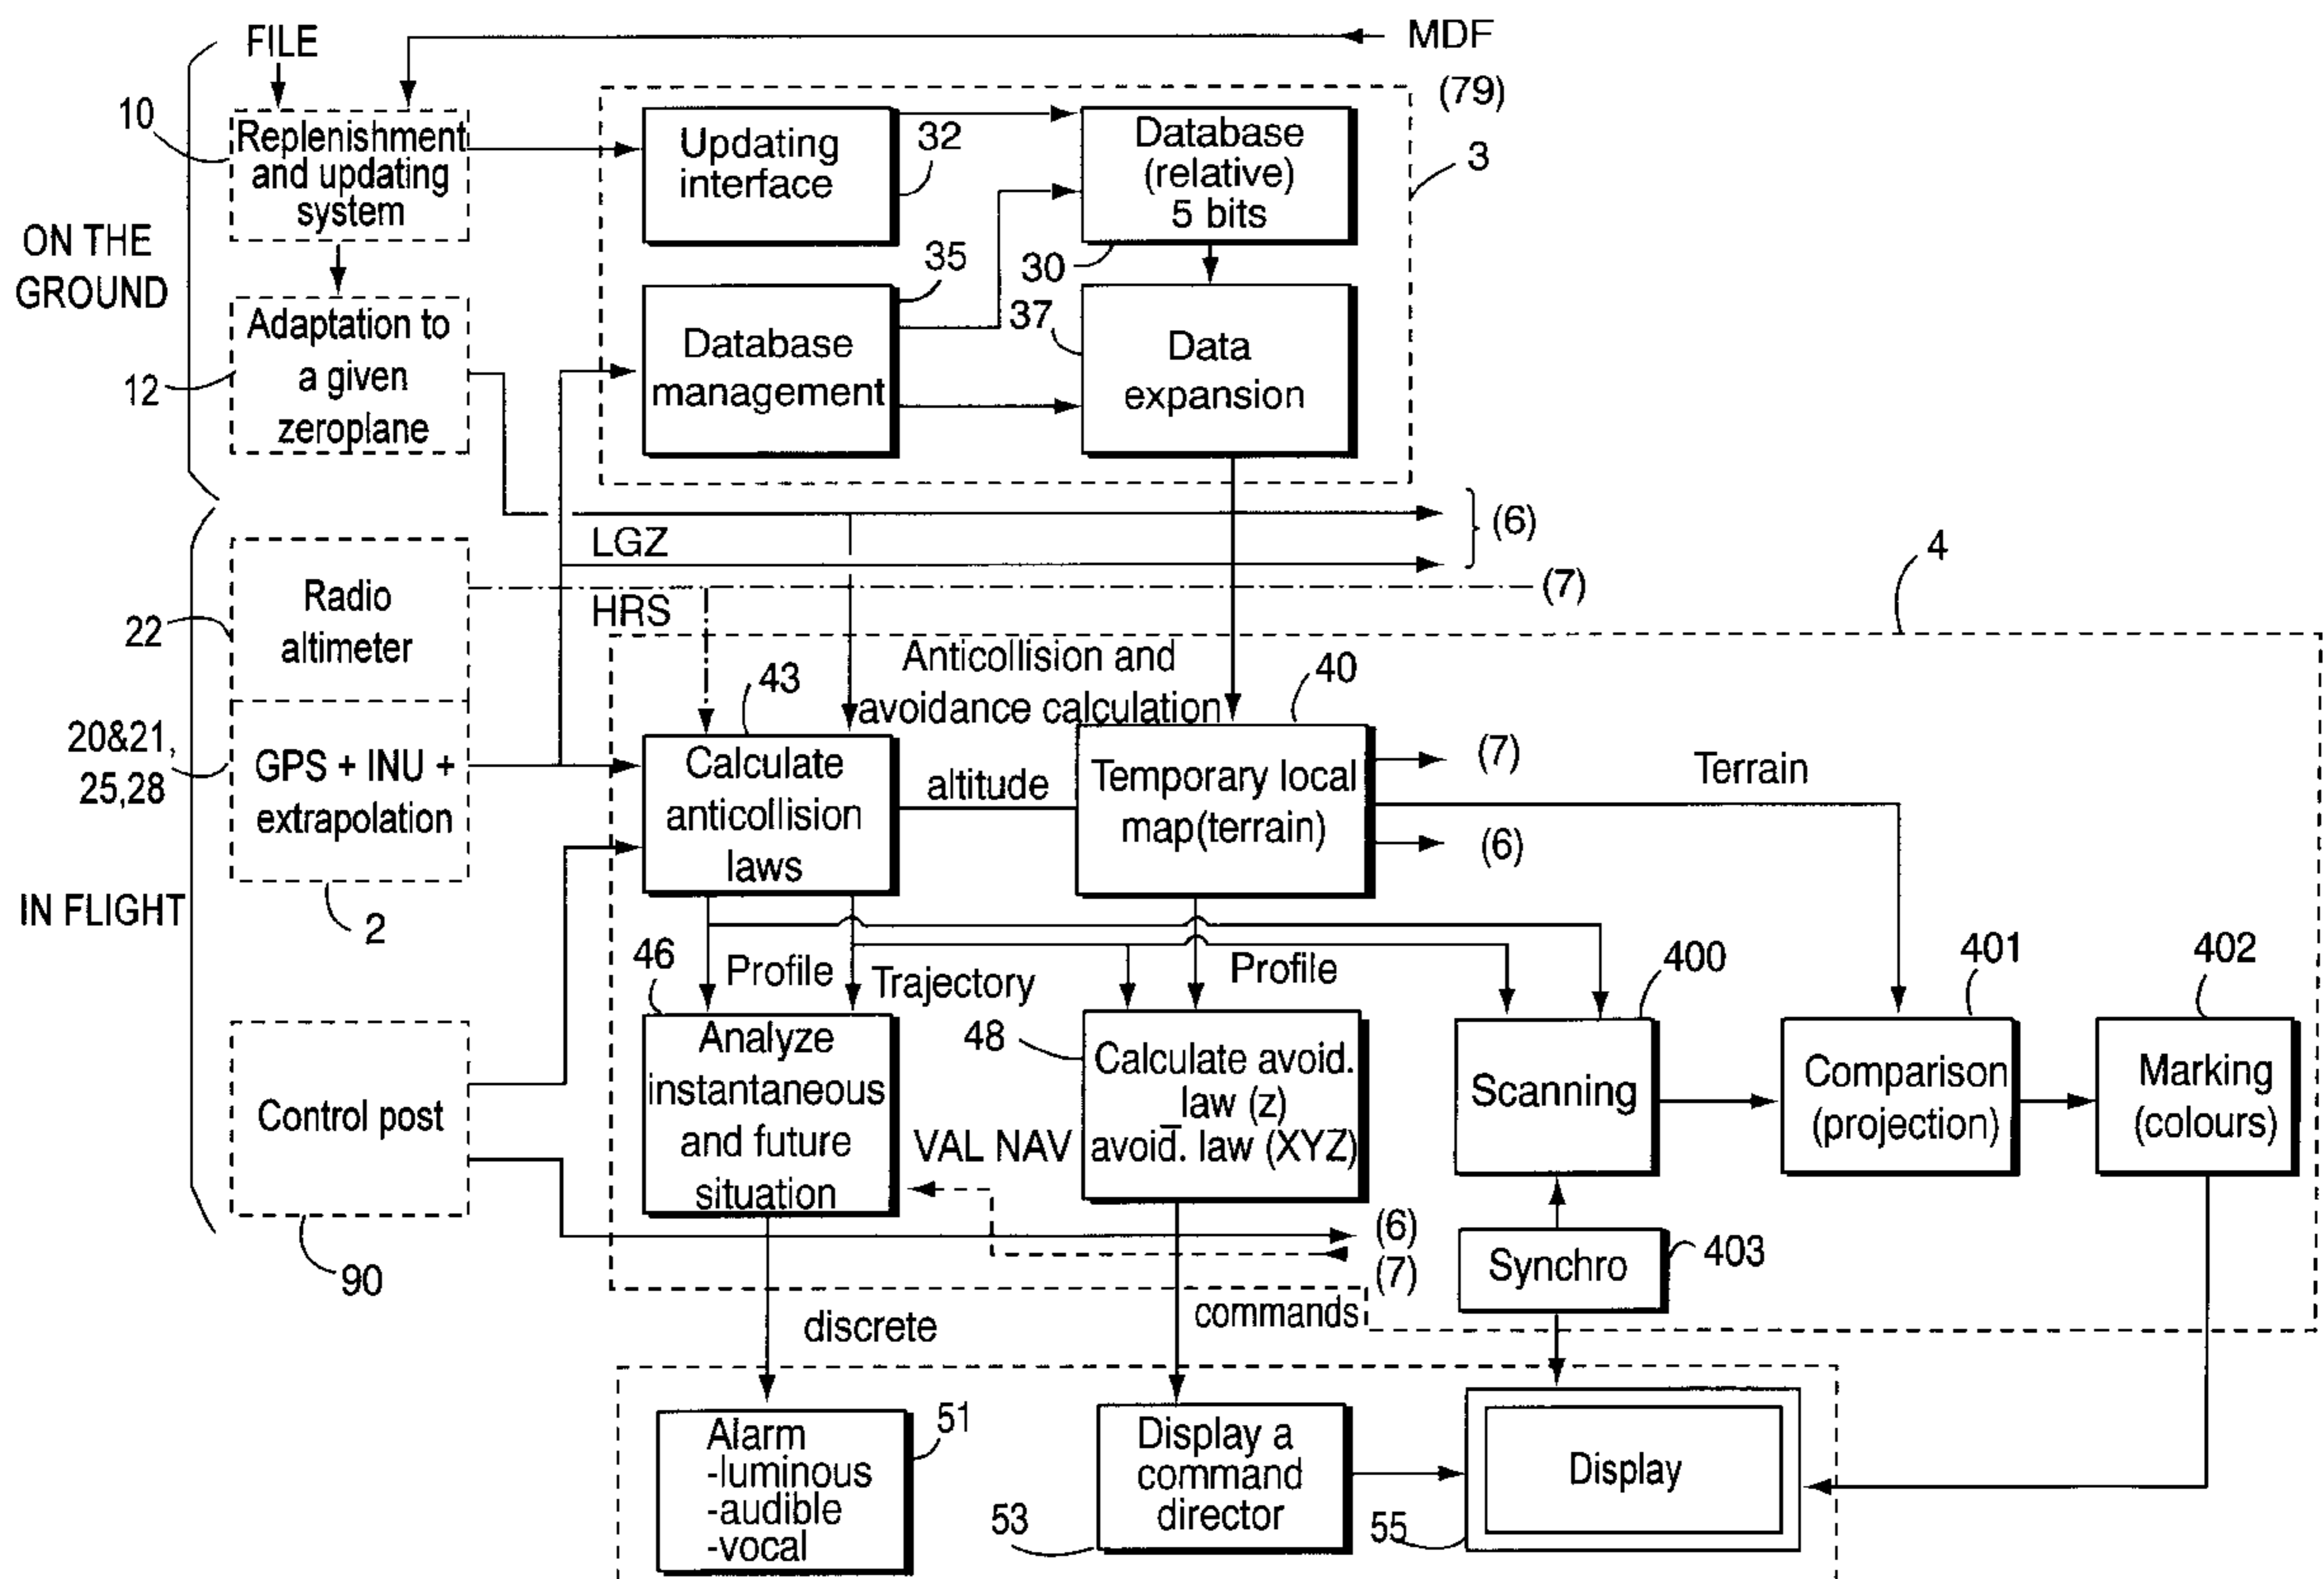 FILE
MDF
(79)
10
Replenishment
and updating
system
Updating
interface
32
Database
(relative)
5 bits
3
ON THE
GROUND
35
30
12
Adaptation to
a given
zeroplane
Database
management
37
Data
expansion
LGZ
(6)
(7)
HRS
4
22
Radio
altimeter
Anticollision and
avoidance calculation
43
40
20&21,
25,28
GPS + INU +
extrapolation
Calculate
anticollision
laws
altitude
Temporary local
map(terrain)
(7)
(6)
Terrain
IN FLIGHT
2
46
Profile
Trajectory
Profile
400
401
402
Control post
90
Analyze
instantaneous
and future
situation
48
Calculate avoid.
law (z)
avoid. law (XYZ)
VAL NAV
Scanning
Comparison
(projection)
Marking
(colours)
(6)
(7)
Synchro
403
discrete
commands
Alarm
-luminous
-audible
-vocal
51
53
Display a
command
director
55
Display